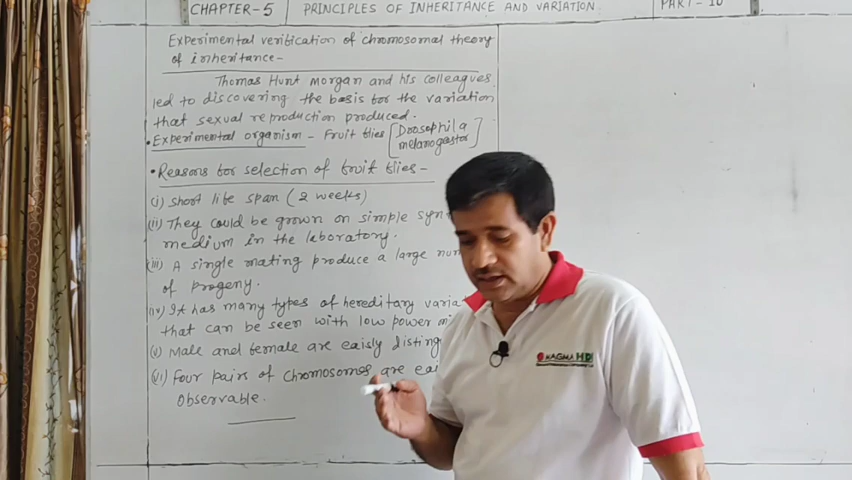 CHAPTER-5 PRINCIPLES OF INHERITANCE AND VARIATION. PART-10
Experimental verification of chromosomal theory
of inheritance-
Thomas Hunt Morgan and his colleagues
led to discovering the basis for the variation
that sexual reproduction produced.
• Experimental organism - Fruit flies [Drosophila
melanogaster]
• Reasons for selection of fruit flies-
(i) Short life span (2 weeks)
(ii) They could be grown on simple syn
medium in the laboratory.
(iii) A single mating produce a large num
of progeny.
(iv) It has many types of hereditary varia
that can be seen with low power mi
(v) Male and female are eaisly disting
(vi) Four pairs of chromosomes are eai
observable.
KAGMA HDI